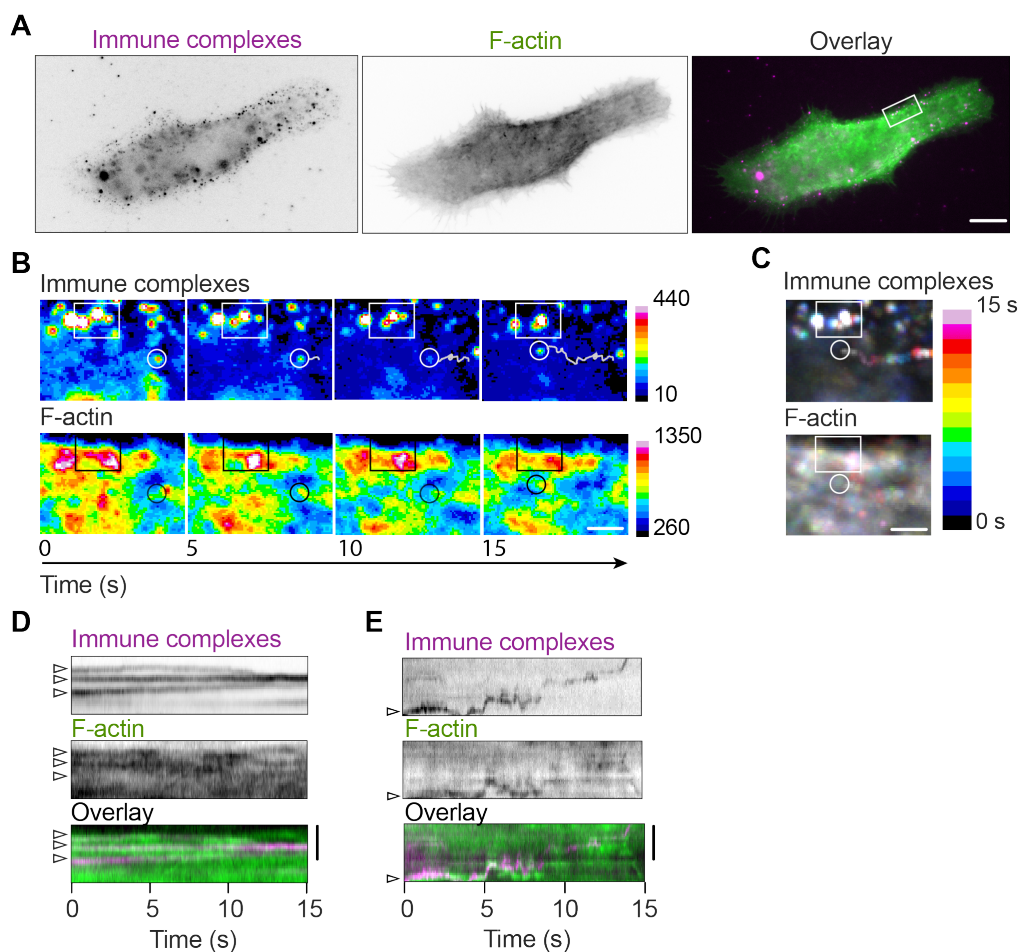 A
Immune complexes
F-actin
Overlay
B
Immune complexes
440
10
F-actin
1350
260
0
5
10
15
Time (s)
C
Immune complexes
15 s
F-actin
0 s
D
Immune complexes
F-actin
Overlay
0
5
10
15
Time (s)
E
Immune complexes
F-actin
Overlay
0
5
10
15
Time (s)